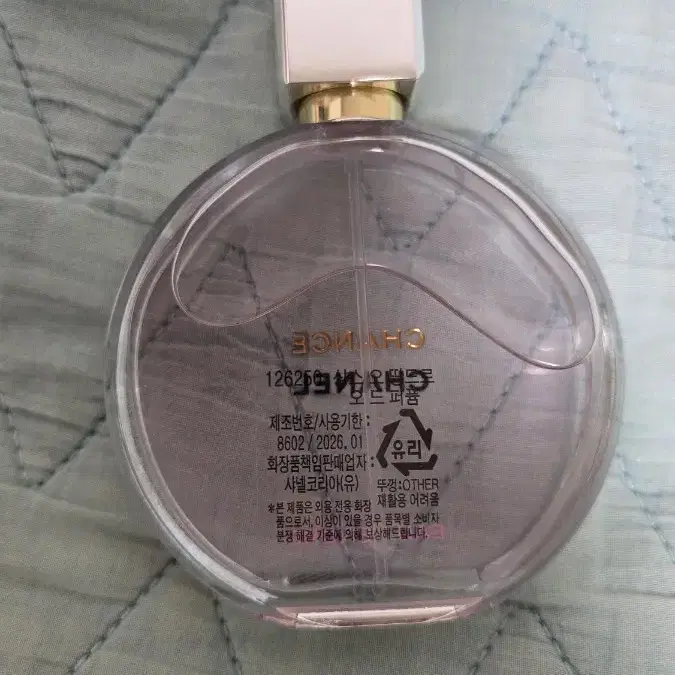 CHANCE
CHANEL
126250
오 드 퍼퓸
제조번호/사용기한 :
8602 / 2026. 01
화장품책임판매업자 :
샤넬코리아(유)
유리
뚜껑:OTHER
재활용 어려움
*본 제품은 외용 전용 화장
품으로서, 이상이 있을 경우 품목별 소비자
분쟁 해결 기준에 의해 보상해드립니다.